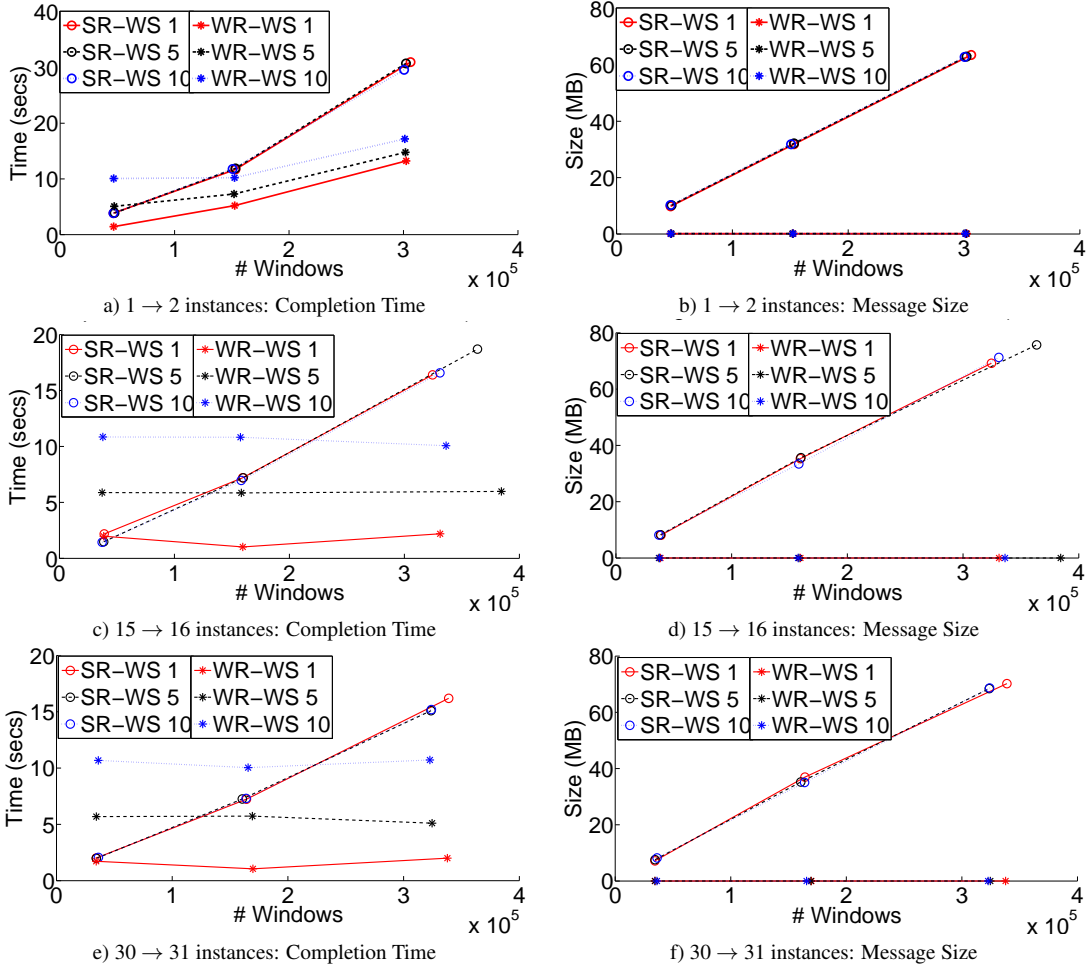 SR−WS 1
SR−WS 5
SR−WS 10
WR−WS 1
WR−WS 5
WR−WS 10
40
30
20
10
0
Time (secs)
0 1 2 3 4
# Windows
x 10^5
a) 1 → 2 instances: Completion Time
SR−WS 1
SR−WS 5
SR−WS 10
WR−WS 1
WR−WS 5
WR−WS 10
80
60
40
20
0
Size (MB)
0 1 2 3 4
# Windows
x 10^5
b) 1 → 2 instances: Message Size
SR−WS 1
SR−WS 5
SR−WS 10
WR−WS 1
WR−WS 5
WR−WS 10
20
15
10
5
0
Time (secs)
0 1 2 3 4
# Windows
x 10^5
c) 15 → 16 instances: Completion Time
SR−WS 1
SR−WS 5
SR−WS 10
WR−WS 1
WR−WS 5
WR−WS 10
80
60
40
20
0
Size (MB)
0 1 2 3 4
# Windows
x 10^5
d) 15 → 16 instances: Message Size
SR−WS 1
SR−WS 5
SR−WS 10
WR−WS 1
WR−WS 5
WR−WS 10
20
15
10
5
0
Time (secs)
0 1 2 3 4
# Windows
x 10^5
e) 30 → 31 instances: Completion Time
SR−WS 1
SR−WS 5
SR−WS 10
WR−WS 1
WR−WS 5
WR−WS 10
80
60
40
20
0
Size (MB)
0 1 2 3 4
# Windows
x 10^5
f) 30 → 31 instances: Message Size